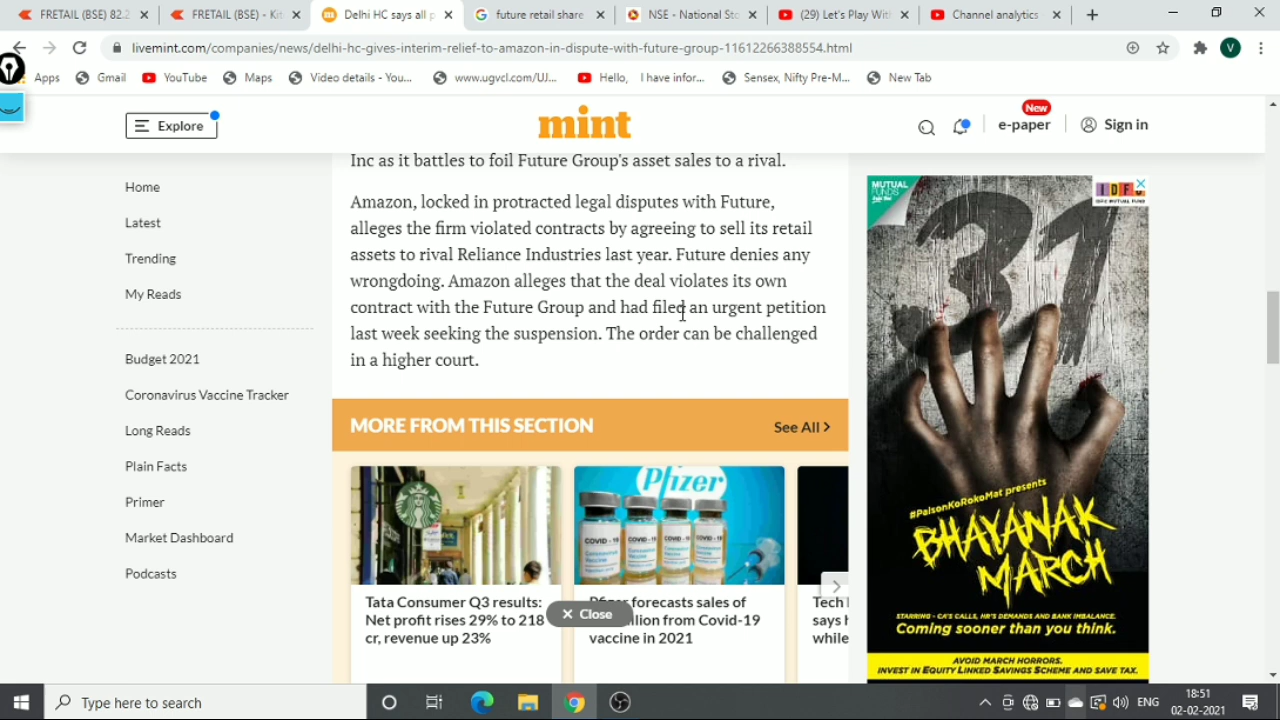 FRETAIL (BSE) 82.2
FRETAIL (BSE) - Kit
Delhi HC says all p
future retail share
NSE - National Sto
(29) Let's Play With
Channel analytics
livemint.com/companies/news/delhi-hc-gives-interim-relief-to-amazon-in-dispute-with-future-group-11612266388554.html
V
Apps
Gmail
YouTube
Maps
Video details - You...
www.ugvcl.com/UJ...
Hello, I have infor...
Sensex, Nifty Pre-M...
New Tab
Explore
mint
New
e-paper
Sign in
Home
Latest
Trending
My Reads
Budget 2021
Coronavirus Vaccine Tracker
Long Reads
Plain Facts
Primer
Market Dashboard
Podcasts
Inc as it battles to foil Future Group's asset sales to a rival.
Amazon, locked in protracted legal disputes with Future,
alleges the firm violated contracts by agreeing to sell its retail
assets to rival Reliance Industries last year. Future denies any
wrongdoing. Amazon alleges that the deal violates its own
contract with the Future Group and had filed an urgent petition
last week seeking the suspension. The order can be challenged
in a higher court.
MORE FROM THIS SECTION
See All
Pfizer
COVID-19
Tata Consumer Q3 results:
Net profit rises 29% to 218
cr, revenue up 23%
Pfizer forecasts sales of
llion from Covid-19
vaccine in 2021
Tech
says h
while
Close
MUTUAL
FUNDS
Sahi Hai
IDFC
IDFC MUTUAL FUND
31
#PaisonKoRokoMat presents
BHAYANAK
MARCH
STARRING - CA'S CALLS, HR'S DEMANDS AND BANK IMBALANCE.
Coming sooner than you think.
AVOID MARCH HORRORS.
INVEST IN EQUITY LINKED SAVINGS SCHEME AND SAVE TAX.
Type here to search
ENG
18:51
02-02-2021